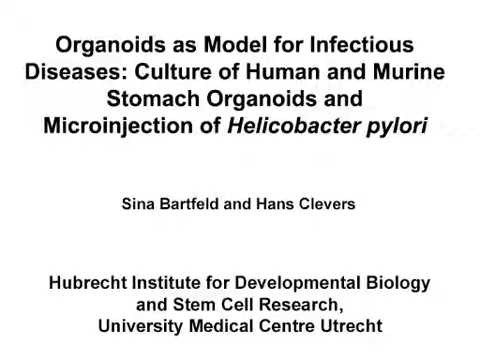 Organoids as Model for Infectious
Diseases: Culture of Human and Murine
Stomach Organoids and
Microinjection of Helicobacter pylori
Sina Bartfeld and Hans Clevers
Hubrecht Institute for Developmental Biology
and Stem Cell Research,
University Medical Centre Utrecht